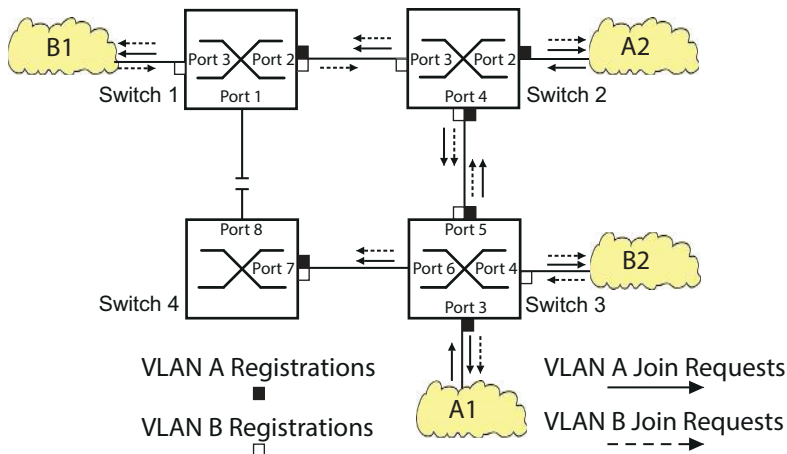 B1
Port 3
Port 2
Port 1
Switch 1
Port 3
Port 2
Port 4
Switch 2
A2
Port 8
Port 7
Switch 4
Port 5
Port 6
Port 4
Port 3
Switch 3
B2
A1
VLAN A Registrations
VLAN B Registrations
VLAN A Join Requests
VLAN B Join Requests